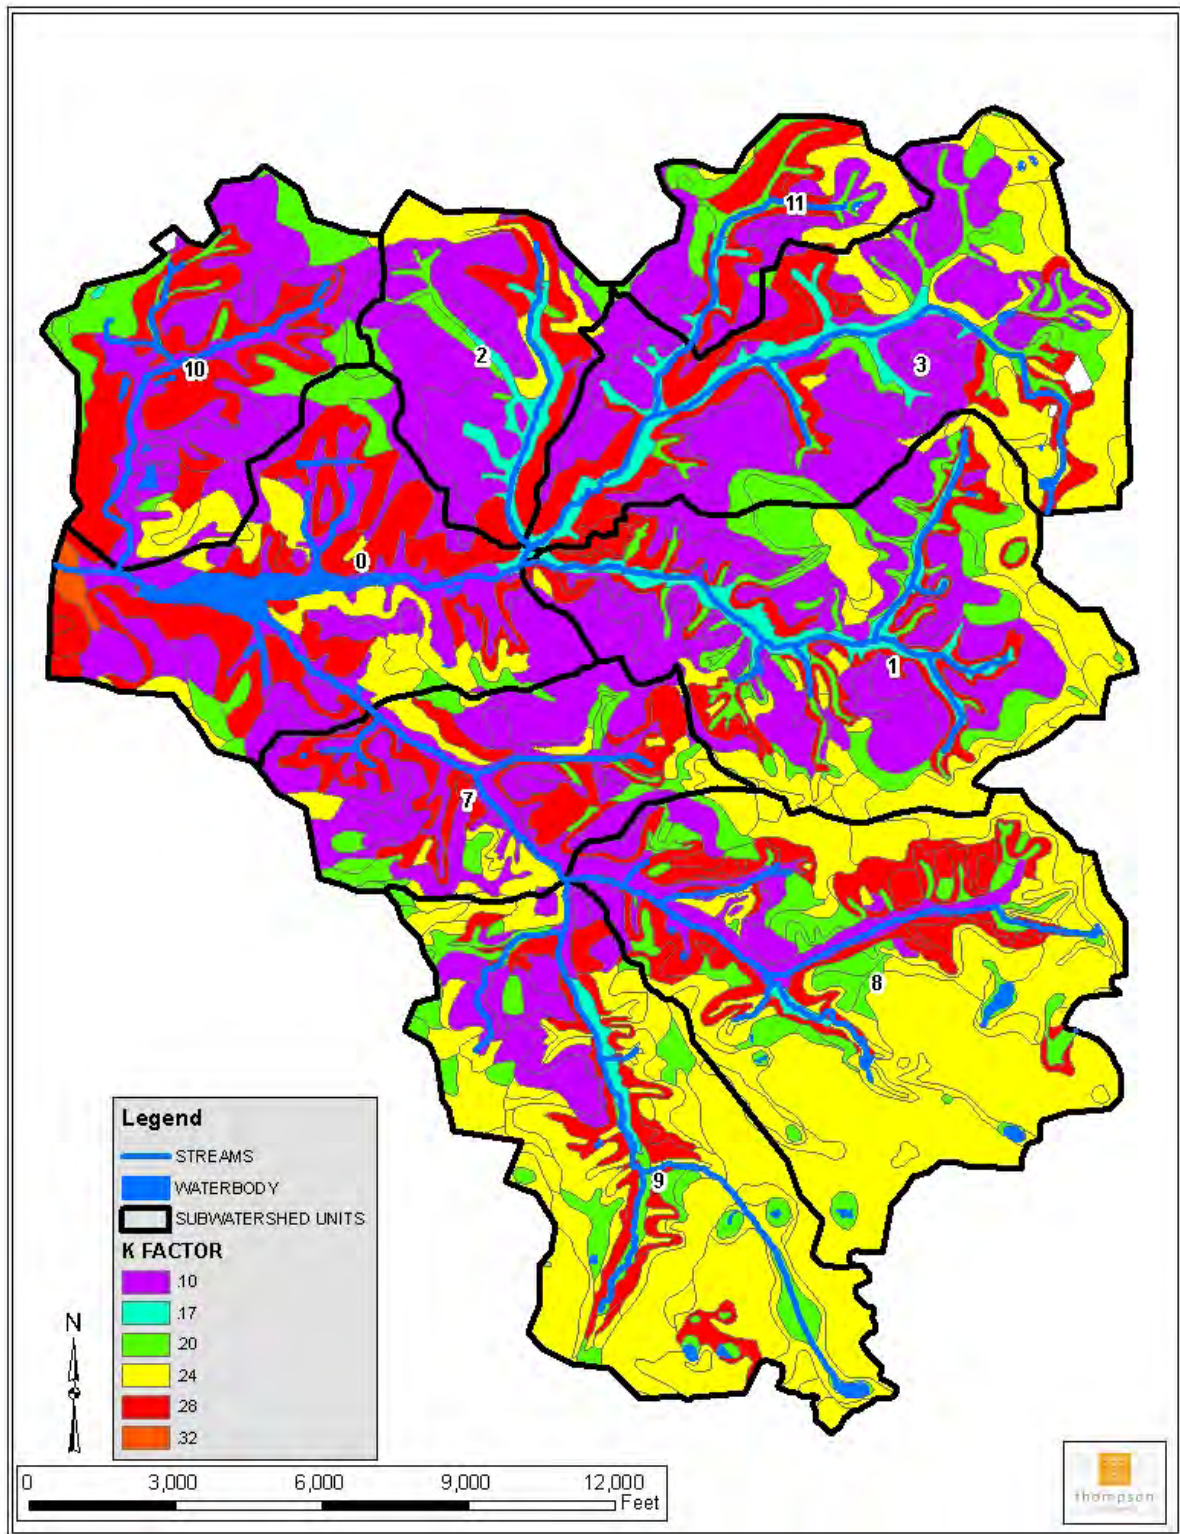 11
3
2
10
0
1
7
8
9
Legend
STREAMS
WATERBODY
SUBWATERSHED UNITS
K FACTOR
.10
.17
.20
.24
.28
.32
N
0 3,000 6,000 9,000 12,000
Feet
thompson